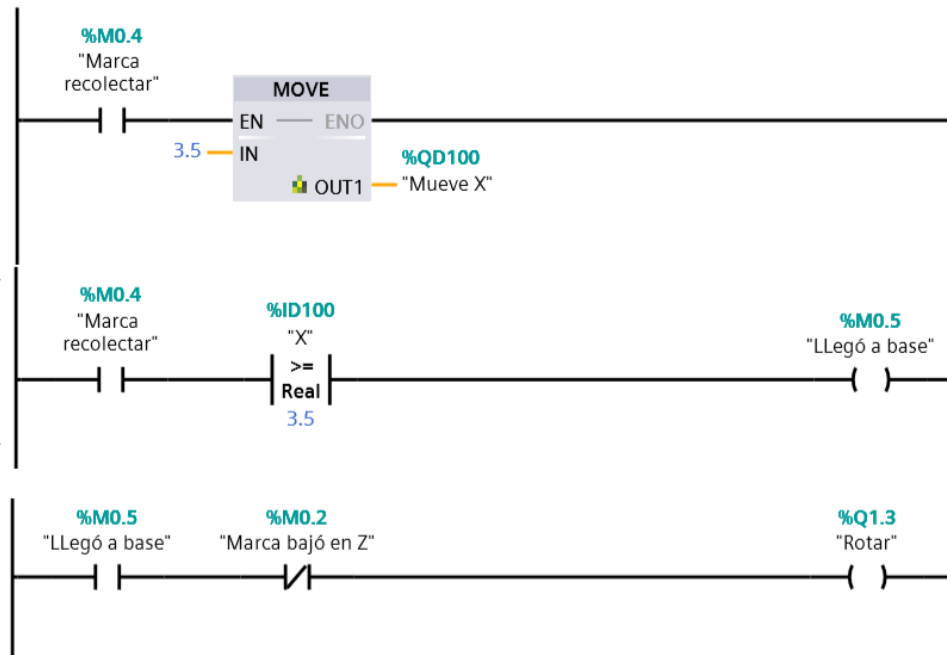 %M0.4
"Marca
recolectar"
MOVE
EN
ENO
3.5
IN
%QD100
OUT1
"Mueve X"
%M0.4
"Marca
recolectar"
%ID100
"X"
>=
Real
3.5
%M0.5
"LLegó a base"
%M0.5
"LLegó a base"
%M0.2
"Marca bajó en Z"
%Q1.3
"Rotar"